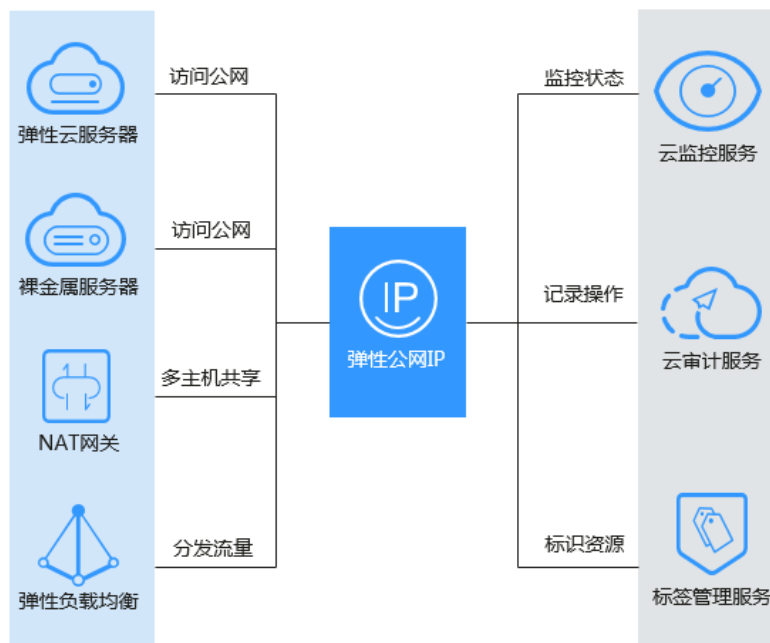 访问公网
弹性云服务器
访问公网
裸金属服务器
多主机共享
NAT网关
分发流量
弹性负载均衡
IP
弹性公网IP
监控状态
云监控服务
记录操作
云审计服务
标识资源
标签管理服务